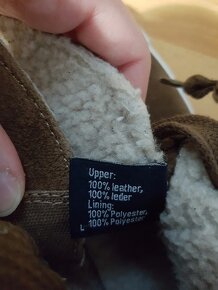 Upper:
100% leather,
100% leder
Lining:
100% Polyester,
L 100% Polyester